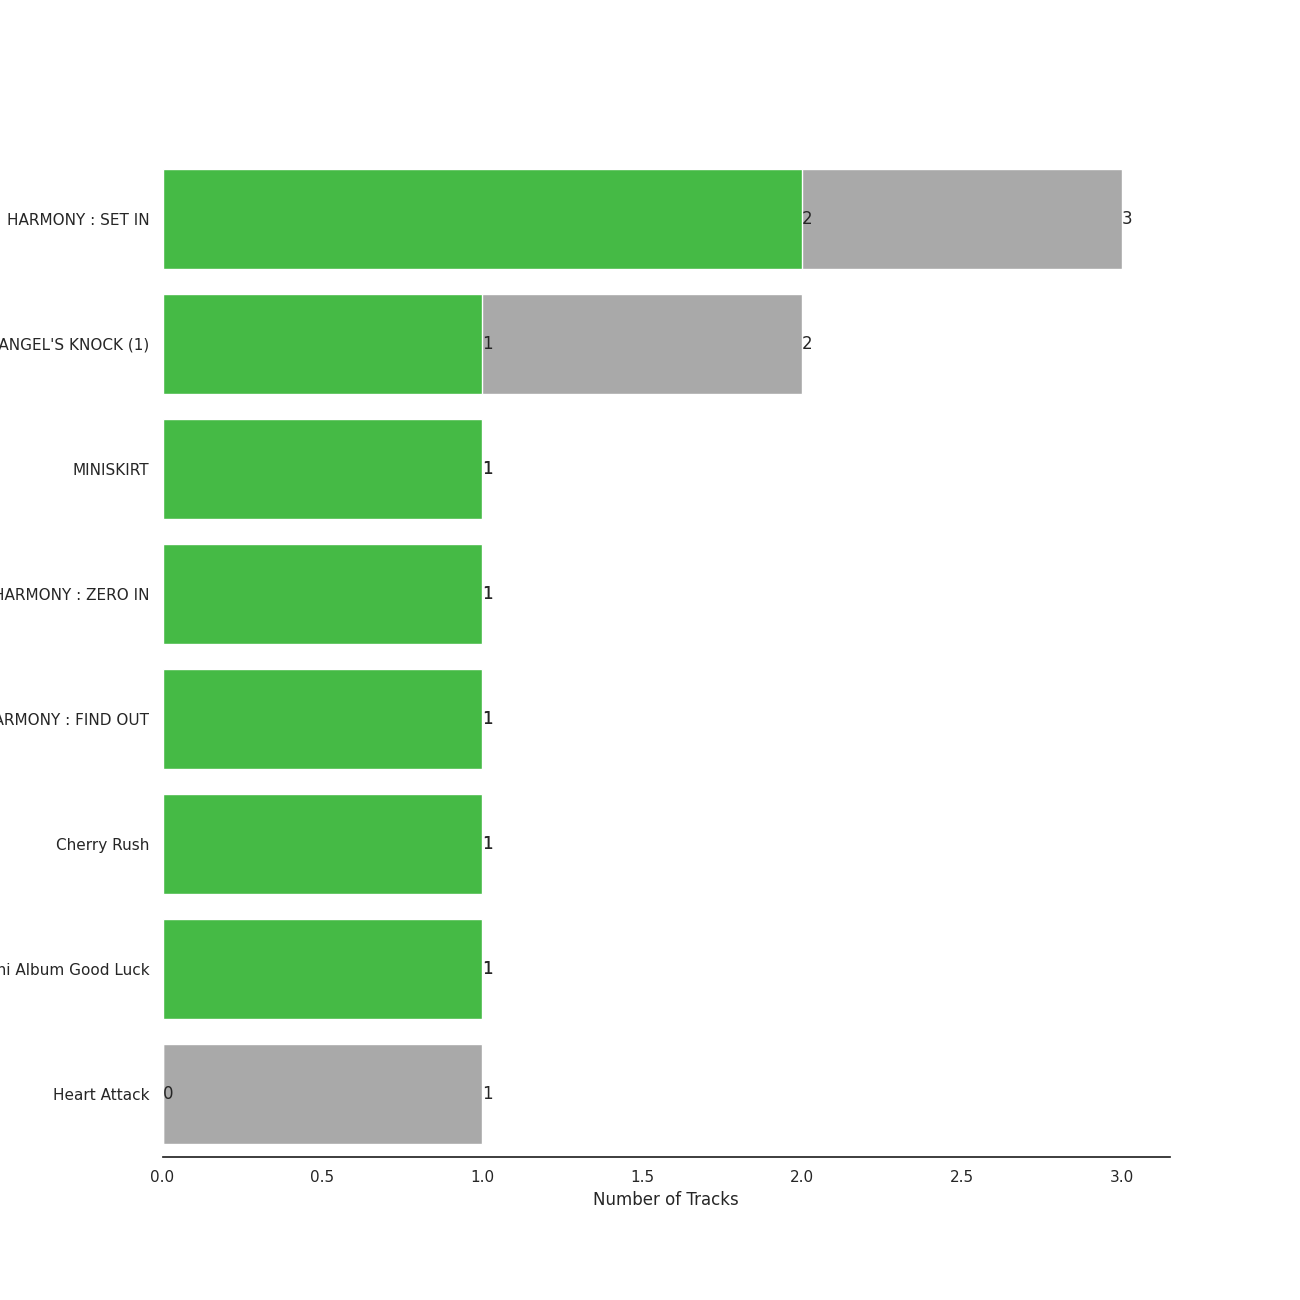 HARMONY : SET IN 2 3
ANGEL'S KNOCK (1) 1 2
MINISKIRT 1
HARMONY : ZERO IN 1
ARMONY : FIND OUT 1
Cherry Rush 1
ni Album Good Luck 1
Heart Attack 0 1
0.0 0.5 1.0 1.5 2.0 2.5 3.0
Number of Tracks